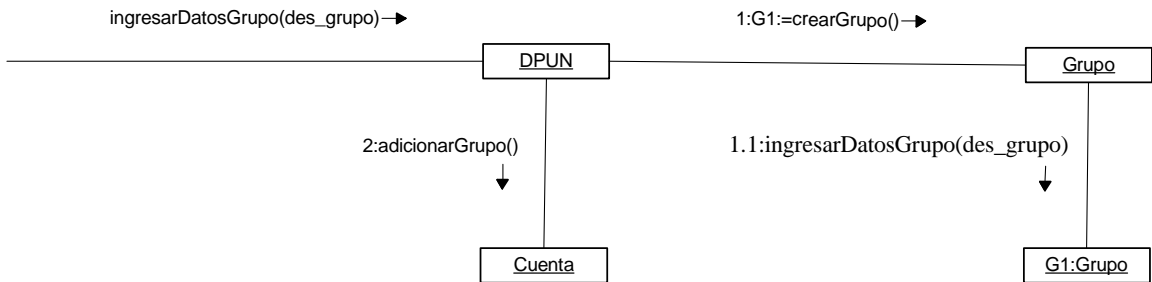 ingresarDatosGrupo(des_grupo)
1:G1:=crearGrupo()
DPUN
Grupo
2:adicionarGrupo()
1.1:ingresarDatosGrupo(des_grupo)
Cuenta
G1:Grupo